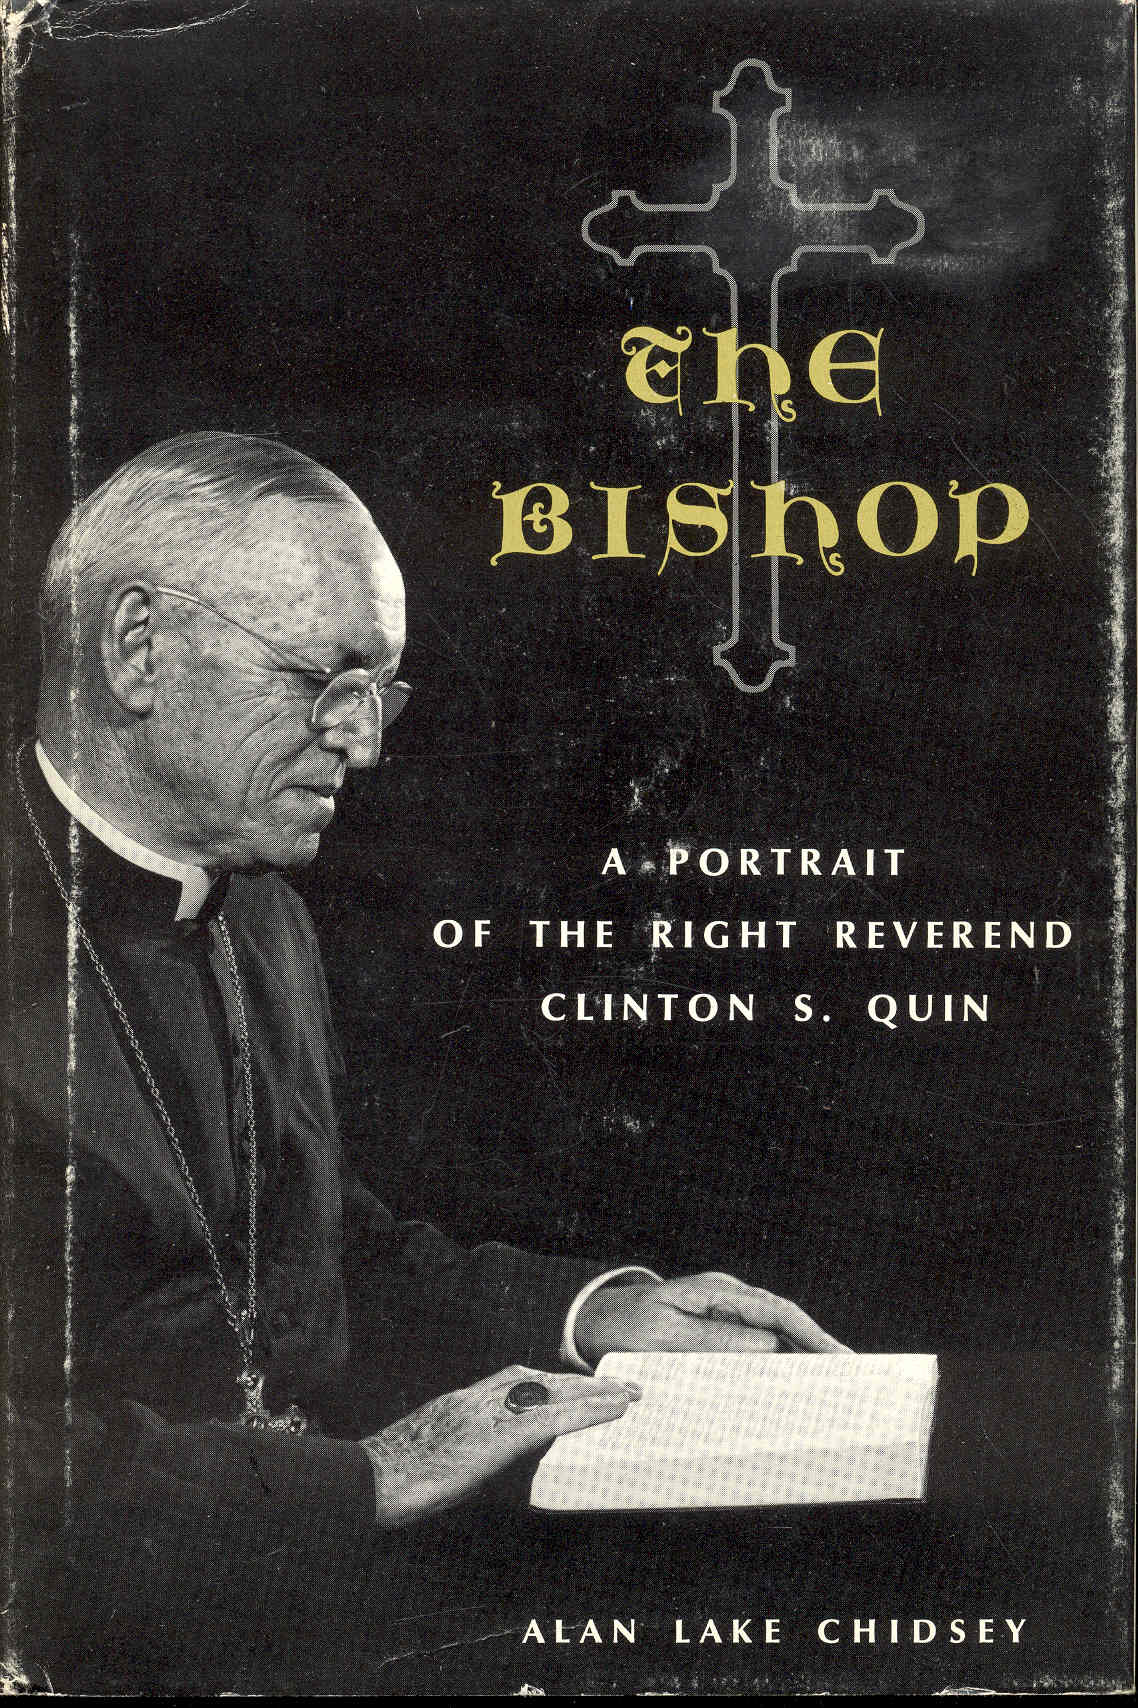 The
Bishop
A PORTRAIT
OF THE RIGHT REVEREND
CLINTON S. QUIN
ALAN LAKE CHIDSEY